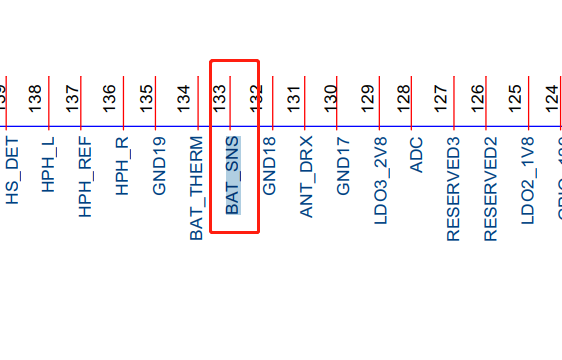 139
138
137
136
135
134
133
132
131
130
129
128
127
126
125
124
HS_DET
HPH_L
HPH_REF
HPH_R
GND19
BAT_THERM
BAT_SNS
GND18
ANT_DRX
GND17
LDO3_2V8
ADC
RESERVED3
RESERVED2
LDO2_1V8